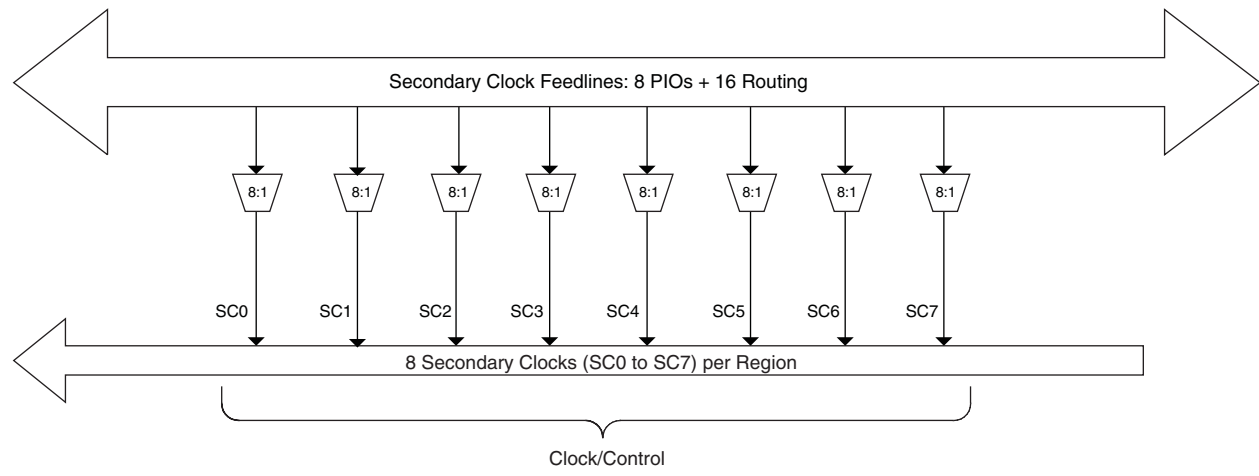 Secondary Clock Feedlines: 8 PIOs + 16 Routing
8:1 8:1 8:1 8:1 8:1 8:1 8:1 8:1
SC0 SC1 SC2 SC3 SC4 SC5 SC6 SC7
8 Secondary Clocks (SC0 to SC7) per Region
Clock/Control